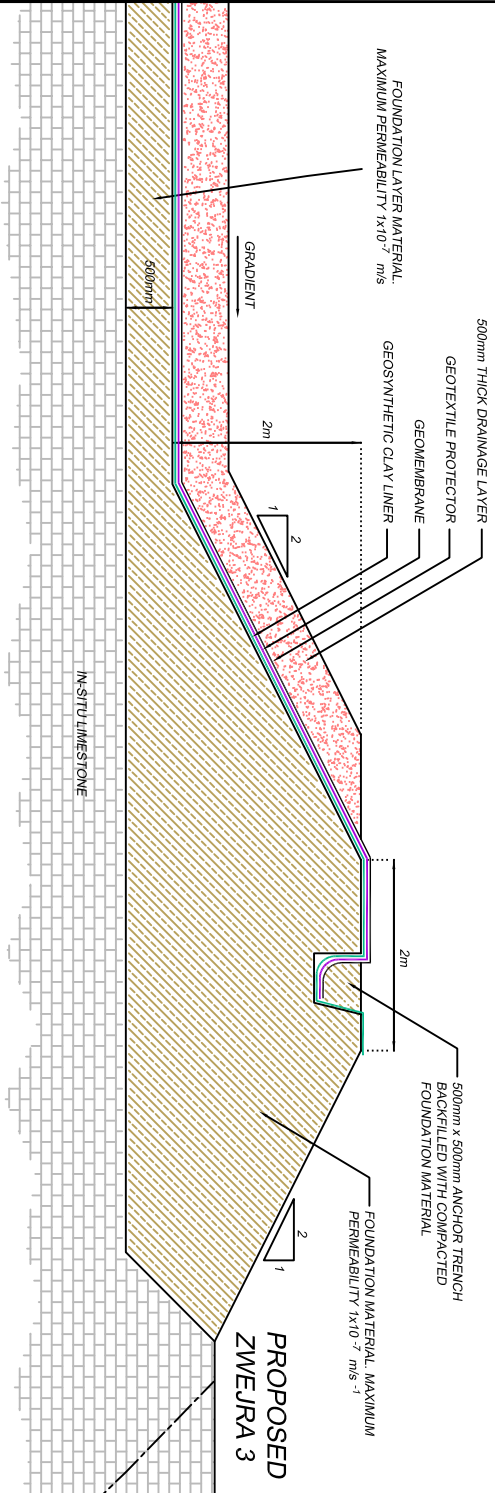 500mm THICK DRAINAGE LAYER
GEOTEXTILE PROTECTOR
GEOMEMBRANE
GEOSYNTHETIC CLAY LINER
FOUNDATION LAYER MATERIAL.
MAXIMUM PERMEABILITY 1x10⁻⁷ m/s
GRADIENT
500mm
2m
1
2
2m
500mm x 500mm ANCHOR TRENCH
BACKFILLED WITH COMPACTED
FOUNDATION MATERIAL
FOUNDATION MATERIAL. MAXIMUM
PERMEABILITY 1x10⁻⁷ m/s⁻¹
2
1
IN-SITU LIMESTONE
PROPOSED
ZWEJRA 3